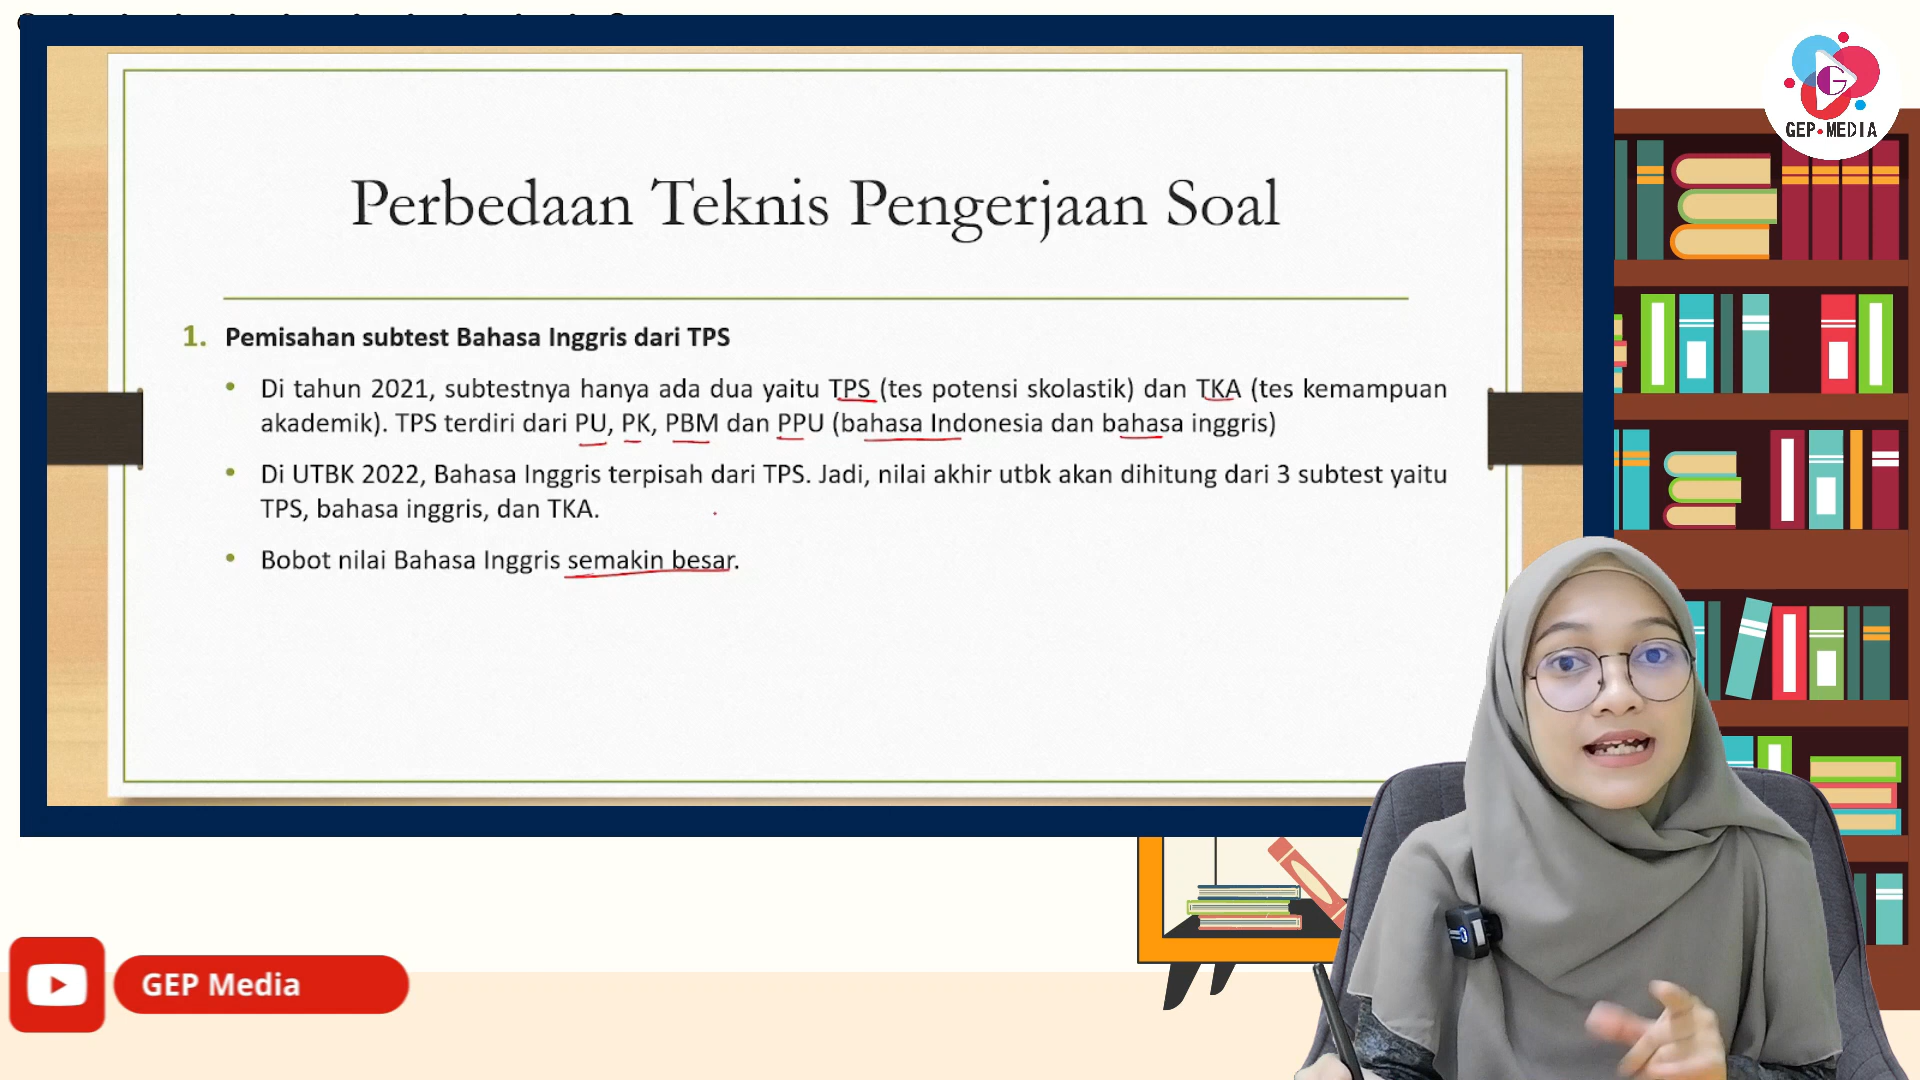 GEP•MEDIA
Perbedaan Teknis Pengerjaan Soal
1. Pemisahan subtest Bahasa Inggris dari TPS
• Di tahun 2021, subtestnya hanya ada dua yaitu TPS (tes potensi skolastik) dan TKA (tes kemampuan
akademik). TPS terdiri dari PU, PK, PBM dan PPU (bahasa Indonesia dan bahasa inggris)
• Di UTBK 2022, Bahasa Inggris terpisah dari TPS. Jadi, nilai akhir utbk akan dihitung dari 3 subtest yaitu
TPS, bahasa inggris, dan TKA.
• Bobot nilai Bahasa Inggris semakin besar.
GEP Media